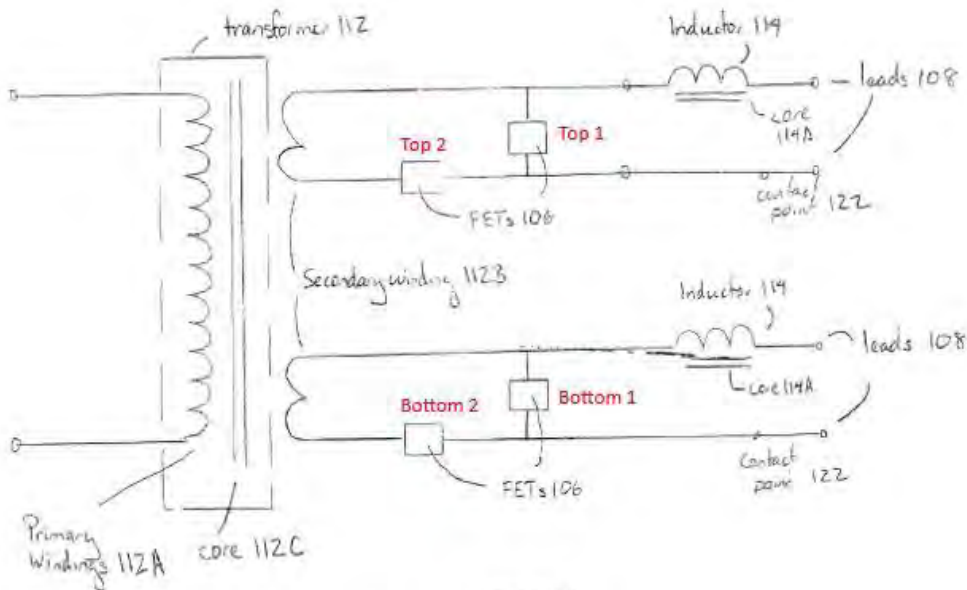 transformer 112
Inductor 114
leads 108
core
114A
Top 2
Top 1
FETs 106
contact
point 122
Secondary winding 112B
Inductor 114
leads 108
core 114A
Bottom 2
Bottom 1
FETs 106
Contact
point 122
Primary
Windings 112A
core 112C